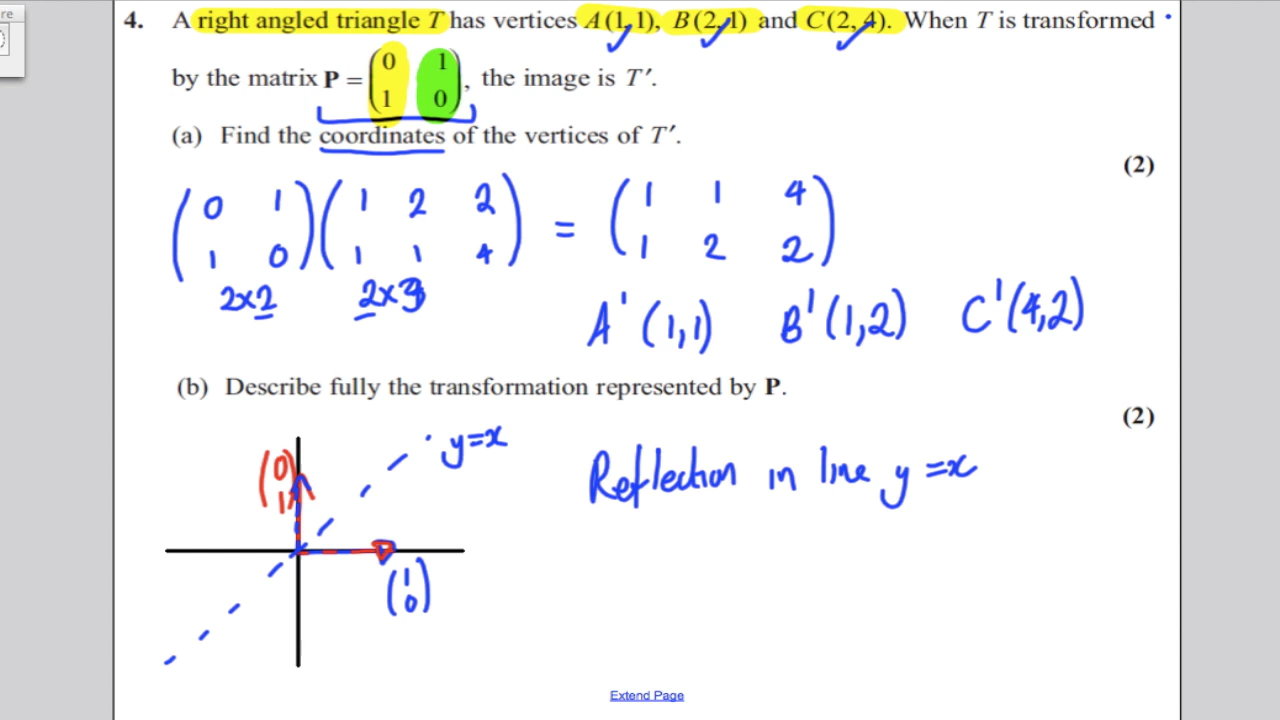 re
4. A right angled triangle T has vertices A(1, 1), B(2, 1) and C(2, 4). When T is transformed
by the matrix P = (0 1
1 0), the image is T′.
(a) Find the coordinates of the vertices of T′.
(2)
(0 1) (1 2 2) = (1 1 4)
(1 0) (1 1 4) (1 2 2)
2x2 2x3
A' (1,1) B' (1,2) C' (4,2)
(b) Describe fully the transformation represented by P.
(2)
y=x
(0
1)
Reflection in line y=x
(1
0)
Extend Page